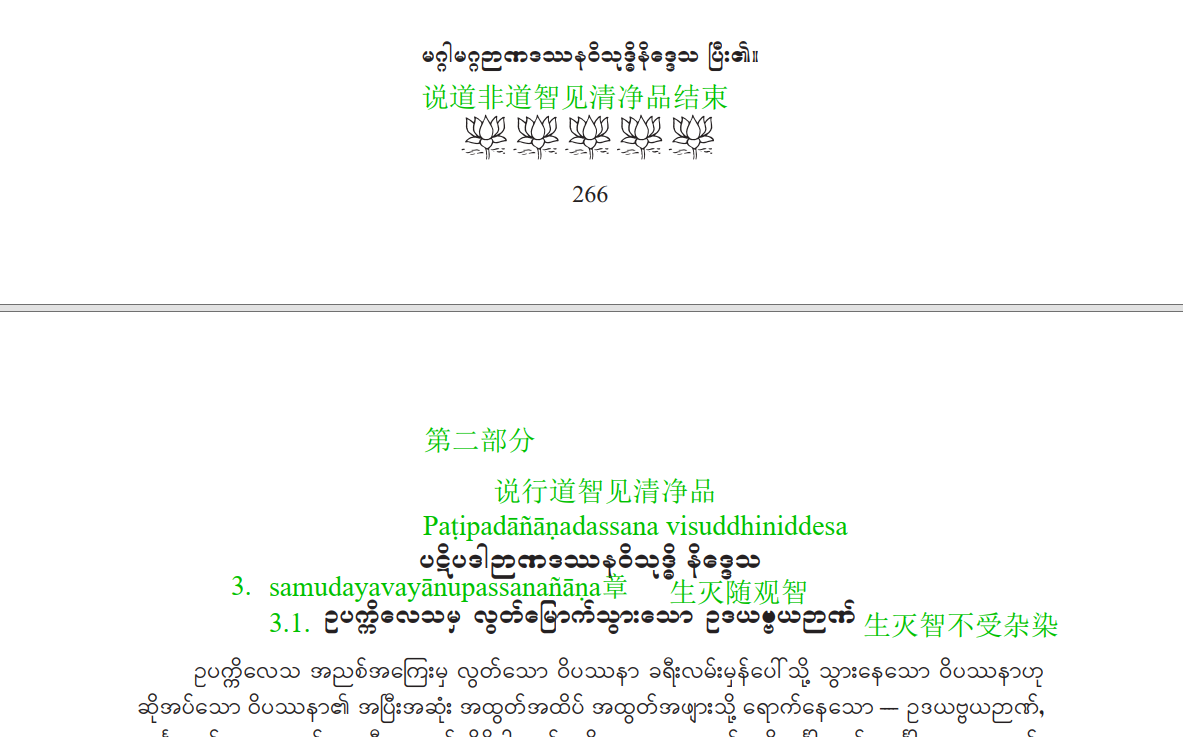 မဂ္ဂါမဂ္ဂဉာဏဒဿနဝိသုဒ္ဓိနိဒ္ဒေသ ပြီး၏။
说道非道智见清净品结束
266
第二部分
说行道智见清净品
Paṭipadāñāṇadassana visuddhiniddesa
ပဋိပဒါဉာဏဒဿနဝိသုဒ္ဓိ နိဒ္ဒေသ
3. samudayavayānupassanañāṇa章 生灭随观智
3.1. ဥပက္ကိလေသမှ လွတ်မြောက်သွားသော ဥဒယဗ္ဗယဉာဏ် 生灭智不受杂染
ဥပက္ကိလေသ အညစ်အကြေးမှ လွတ်သော ဝိပဿနာ ခရီးလမ်းမှန်ပေါ်သို့ သွားနေသော ဝိပဿနာဟု
ဆိုအပ်သော ဝိပဿနာ၏ အပြီးအဆုံး အထွတ်အထိပ် အထွတ်အဖျားသို့ ရောက်နေသော — ဥဒယဗ္ဗယဉာဏ်,